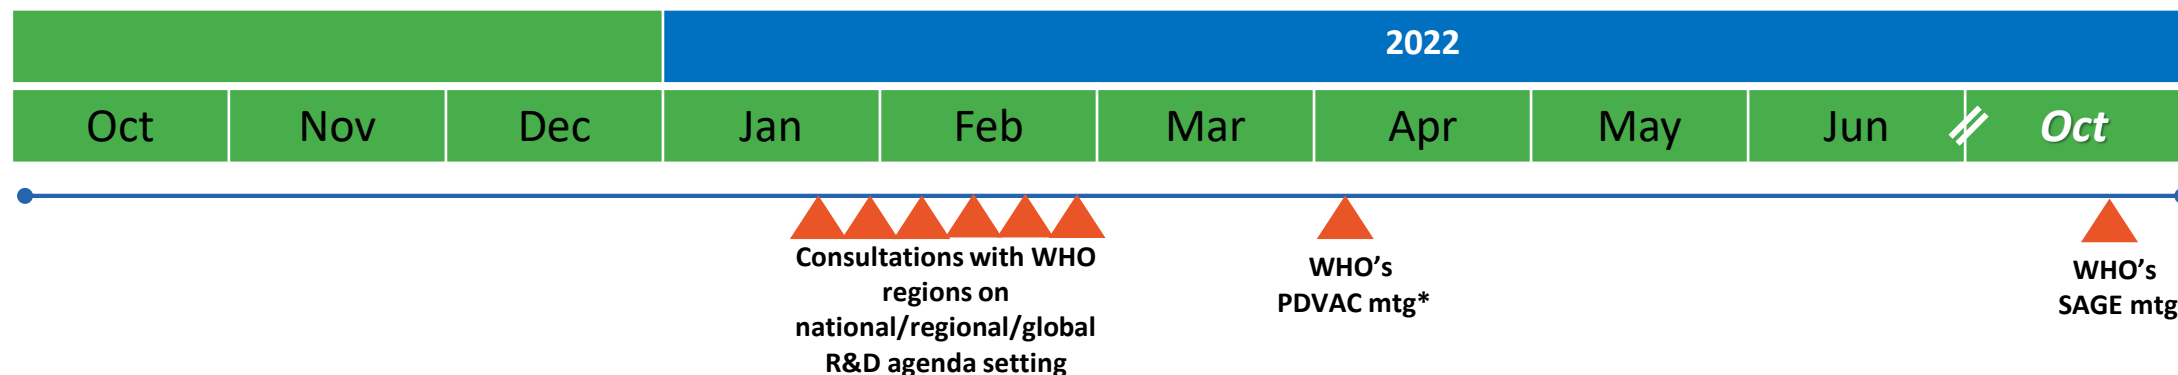 2022
Oct Nov Dec Jan Feb Mar Apr May Jun Oct
Consultations with WHO
regions on
national/regional/global
R&D agenda setting
WHO’s
PDVAC mtg*
WHO’s
SAGE mtg